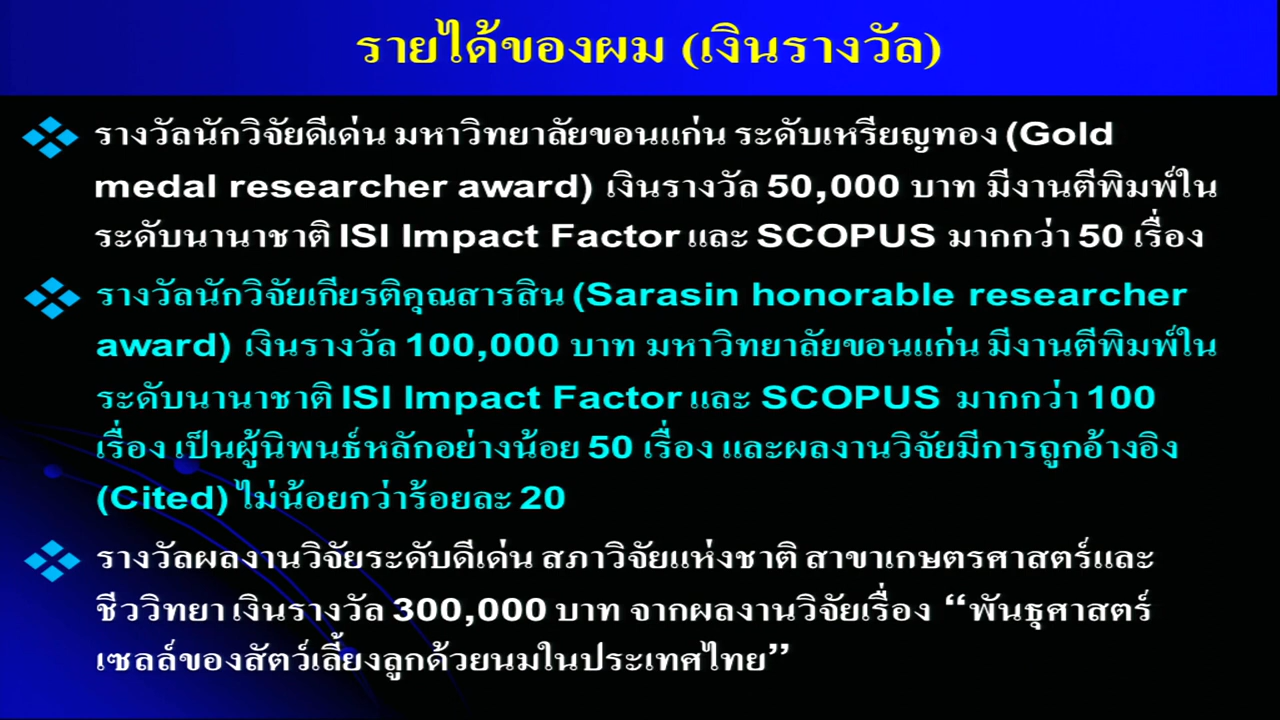 รายได้ของผม (เงินรางวัล)
รางวัลนักวิจัยดีเด่น มหาวิทยาลัยขอนแก่น ระดับเหรียญทอง (Gold
medal researcher award) เงินรางวัล 50,000 บาท มีงานตีพิมพ์ใน
ระดับนานาชาติ ISI Impact Factor และ SCOPUS มากกว่า 50 เรื่อง
รางวัลนักวิจัยเกียรติคุณสารสิน (Sarasin honorable researcher
award) เงินรางวัล 100,000 บาท มหาวิทยาลัยขอนแก่น มีงานตีพิมพ์ใน
ระดับนานาชาติ ISI Impact Factor และ SCOPUS มากกว่า 100
เรื่อง เป็นผู้นิพนธ์หลักอย่างน้อย 50 เรื่อง และผลงานวิจัยมีการถูกอ้างอิง
(Cited) ไม่น้อยกว่าร้อยละ 20
รางวัลผลงานวิจัยระดับดีเด่น สภาวิจัยแห่งชาติ สาขาเกษตรศาสตร์และ
ชีววิทยา เงินรางวัล 300,000 บาท จากผลงานวิจัยเรื่อง “พันธุศาสตร์
เซลล์ของสัตว์เลี้ยงลูกด้วยนมในประเทศไทย”